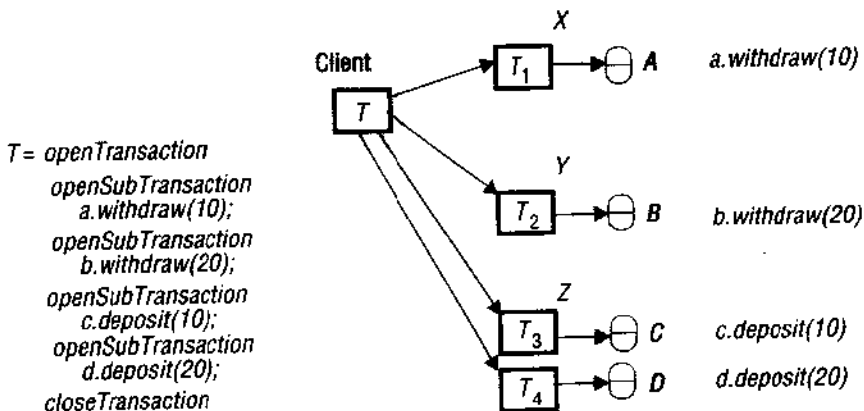 X
Client
T₁
A
a.withdraw(10)
T
T = openTransaction
openSubTransaction
a.withdraw(10);
openSubTransaction
b.withdraw(20);
openSubTransaction
c.deposit(10);
openSubTransaction
d.deposit(20);
closeTransaction
Y
T₂
B
b.withdraw(20)
Z
T₃
C
c.deposit(10)
T₄
D
d.deposit(20)